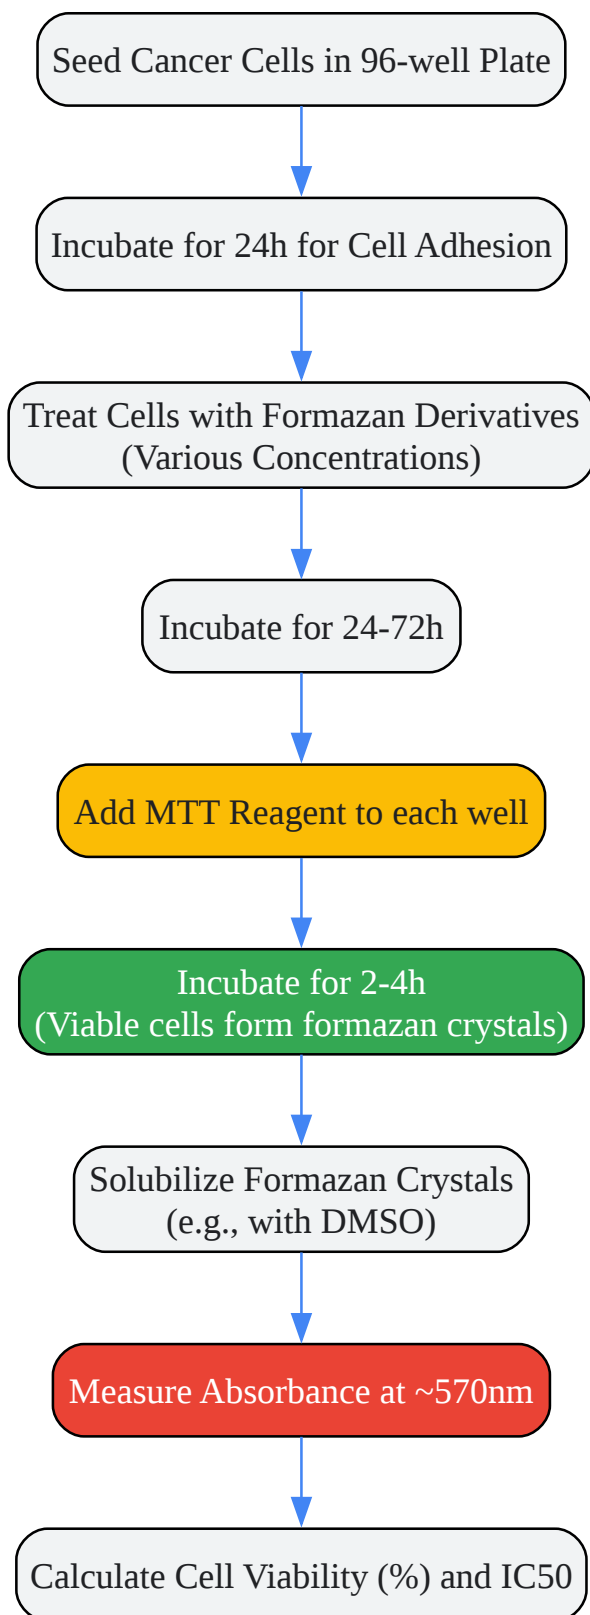 Seed Cancer Cells in 96-well Plate
Incubate for 24h for Cell Adhesion
Treat Cells with Formazan Derivatives
(Various Concentrations)
Incubate for 24-72h
Add MTT Reagent to each well
Incubate for 2-4h
(Viable cells form formazan crystals)
Solubilize Formazan Crystals
(e.g., with DMSO)
Measure Absorbance at ~570nm
Calculate Cell Viability (%) and IC50